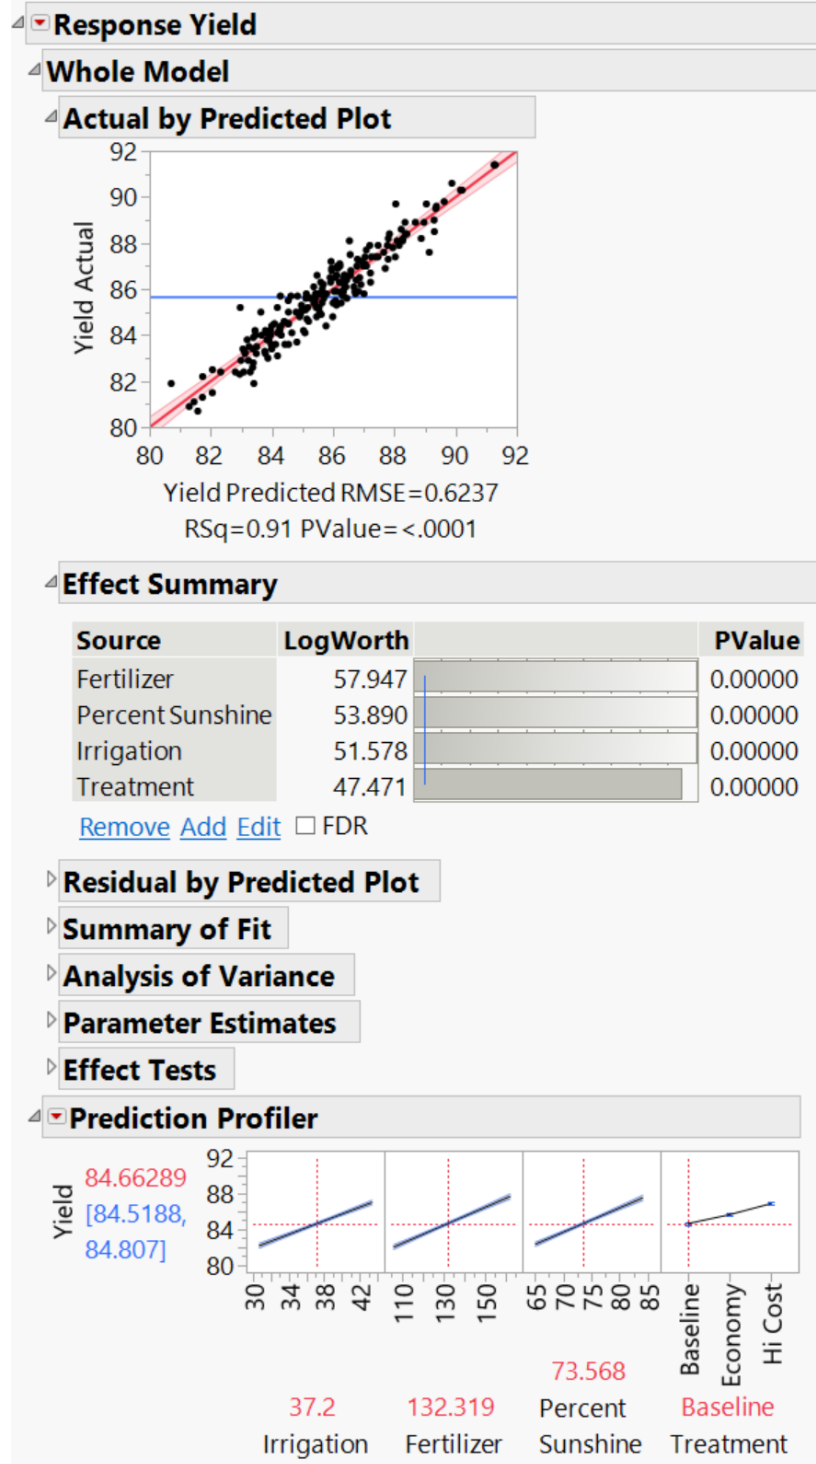 Response Yield
Whole Model
Actual by Predicted Plot
92
90
88
86
84
82
80
Yield Actual
80 82 84 86 88 90 92
Yield Predicted RMSE=0.6237
RSq=0.91 PValue=<.0001
Effect Summary
Source LogWorth PValue
Fertilizer 57.947 0.00000
Percent Sunshine 53.890 0.00000
Irrigation 51.578 0.00000
Treatment 47.471 0.00000
Remove Add Edit FDR
Residual by Predicted Plot
Summary of Fit
Analysis of Variance
Parameter Estimates
Effect Tests
Prediction Profiler
Yield
84.66289
[84.5188,
84.807]
92
88
84
80
30 34 38 42 110 130 150 65 70 75 80 85 Baseline Economy Hi Cost
73.568
37.2 132.319 Percent Baseline
Irrigation Fertilizer Sunshine Treatment